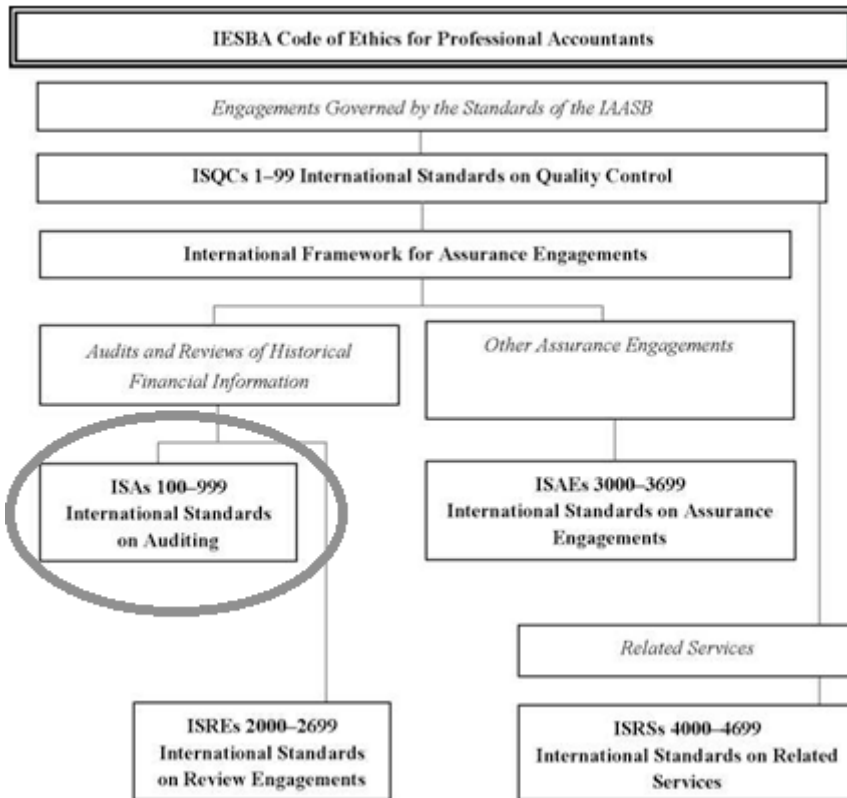 IESBA Code of Ethics for Professional Accountants
Engagements Governed by the Standards of the IAASB
ISQCs 1–99 International Standards on Quality Control
International Framework for Assurance Engagements
Audits and Reviews of Historical
Financial Information
Other Assurance Engagements
ISAs 100–999
International Standards
on Auditing
ISAEs 3000–3699
International Standards on Assurance
Engagements
Related Services
ISREs 2000–2699
International Standards
on Review Engagements
ISRSs 4000–4699
International Standards on Related
Services